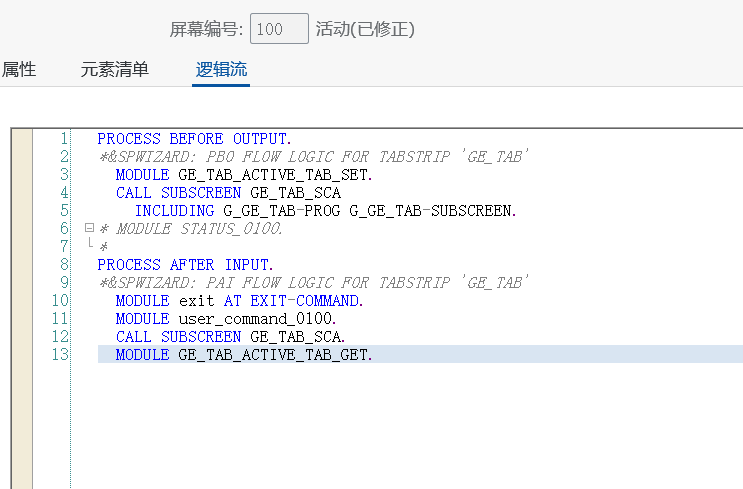 屏幕编号: 100 活动(已修正)
属性 元素清单 逻辑流
1 PROCESS BEFORE OUTPUT.
2 *&SPWIZARD: PBO FLOW LOGIC FOR TABSTRIP 'GE_TAB'
3 MODULE GE_TAB_ACTIVE_TAB_SET.
4 CALL SUBSCREEN GE_TAB_SCA
5 INCLUDING G_GE_TAB-PROG G_GE_TAB-SUBSCREEN.
6 * MODULE STATUS_0100.
7 *
8 PROCESS AFTER INPUT.
9 *&SPWIZARD: PAI FLOW LOGIC FOR TABSTRIP 'GE_TAB'
10 MODULE exit AT EXIT-COMMAND.
11 MODULE user_command_0100.
12 CALL SUBSCREEN GE_TAB_SCA.
13 MODULE GE_TAB_ACTIVE_TAB_GET.